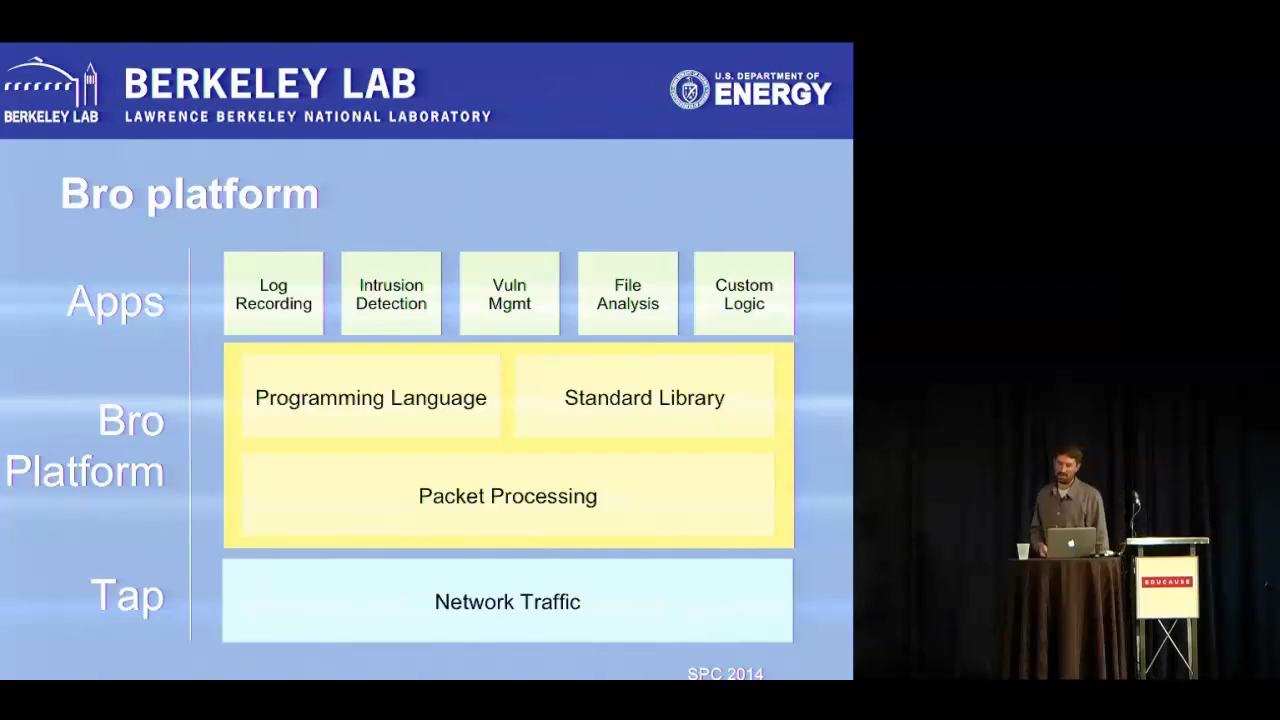 BERKELEY LAB
BERKELEY LAB
LAWRENCE BERKELEY NATIONAL LABORATORY
U.S. DEPARTMENT OF
ENERGY
Bro platform
Apps
Log
Recording
Intrusion
Detection
Vuln
Mgmt
File
Analysis
Custom
Logic
Bro
Platform
Programming Language
Standard Library
Packet Processing
Tap
Network Traffic
SPC 2014
EDUCAUSE